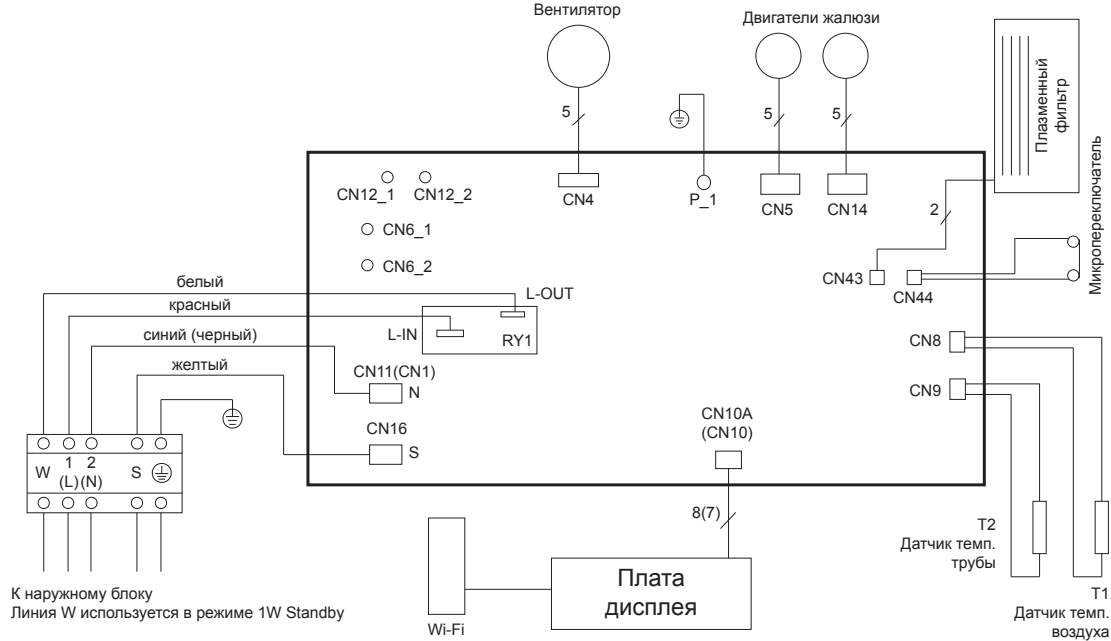 Вентилятор
Двигатели жалюзи
Плазменный
фильтр
Микропереключатель
5
5
5
2
CN12_1
CN12_2
CN4
P_1
CN5
CN14
CN6_1
CN6_2
CN43
CN44
белый
L-OUT
красный
L-IN
RY1
синий (черный)
CN8
желтый
CN11(CN1)
N
CN9
CN16
S
CN10A
(CN10)
W
1
(L)
2
(N)
S
8(7)
T2
Датчик темп.
трубы
Плата
дисплея
К наружному блоку
Линия W используется в режиме 1W Standby
Wi-Fi
T1
Датчик темп.
воздуха